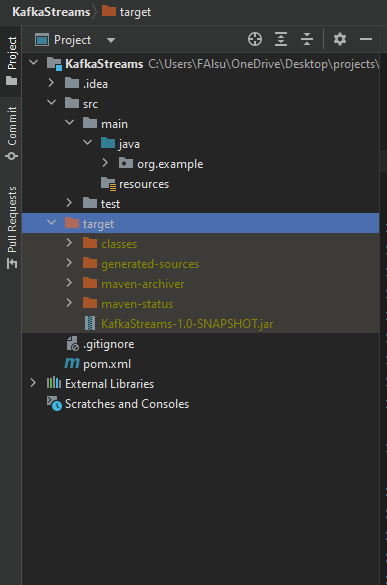 KafkaStreams target
Project
KafkaStreams C:\Users\FAlsu\OneDrive\Desktop\projects\
.idea
src
main
java
org.example
resources
test
target
classes
generated-sources
maven-archiver
maven-status
KafkaStreams-1.0-SNAPSHOT.jar
.gitignore
pom.xml
External Libraries
Scratches and Consoles
Project
Commit
Pull Requests